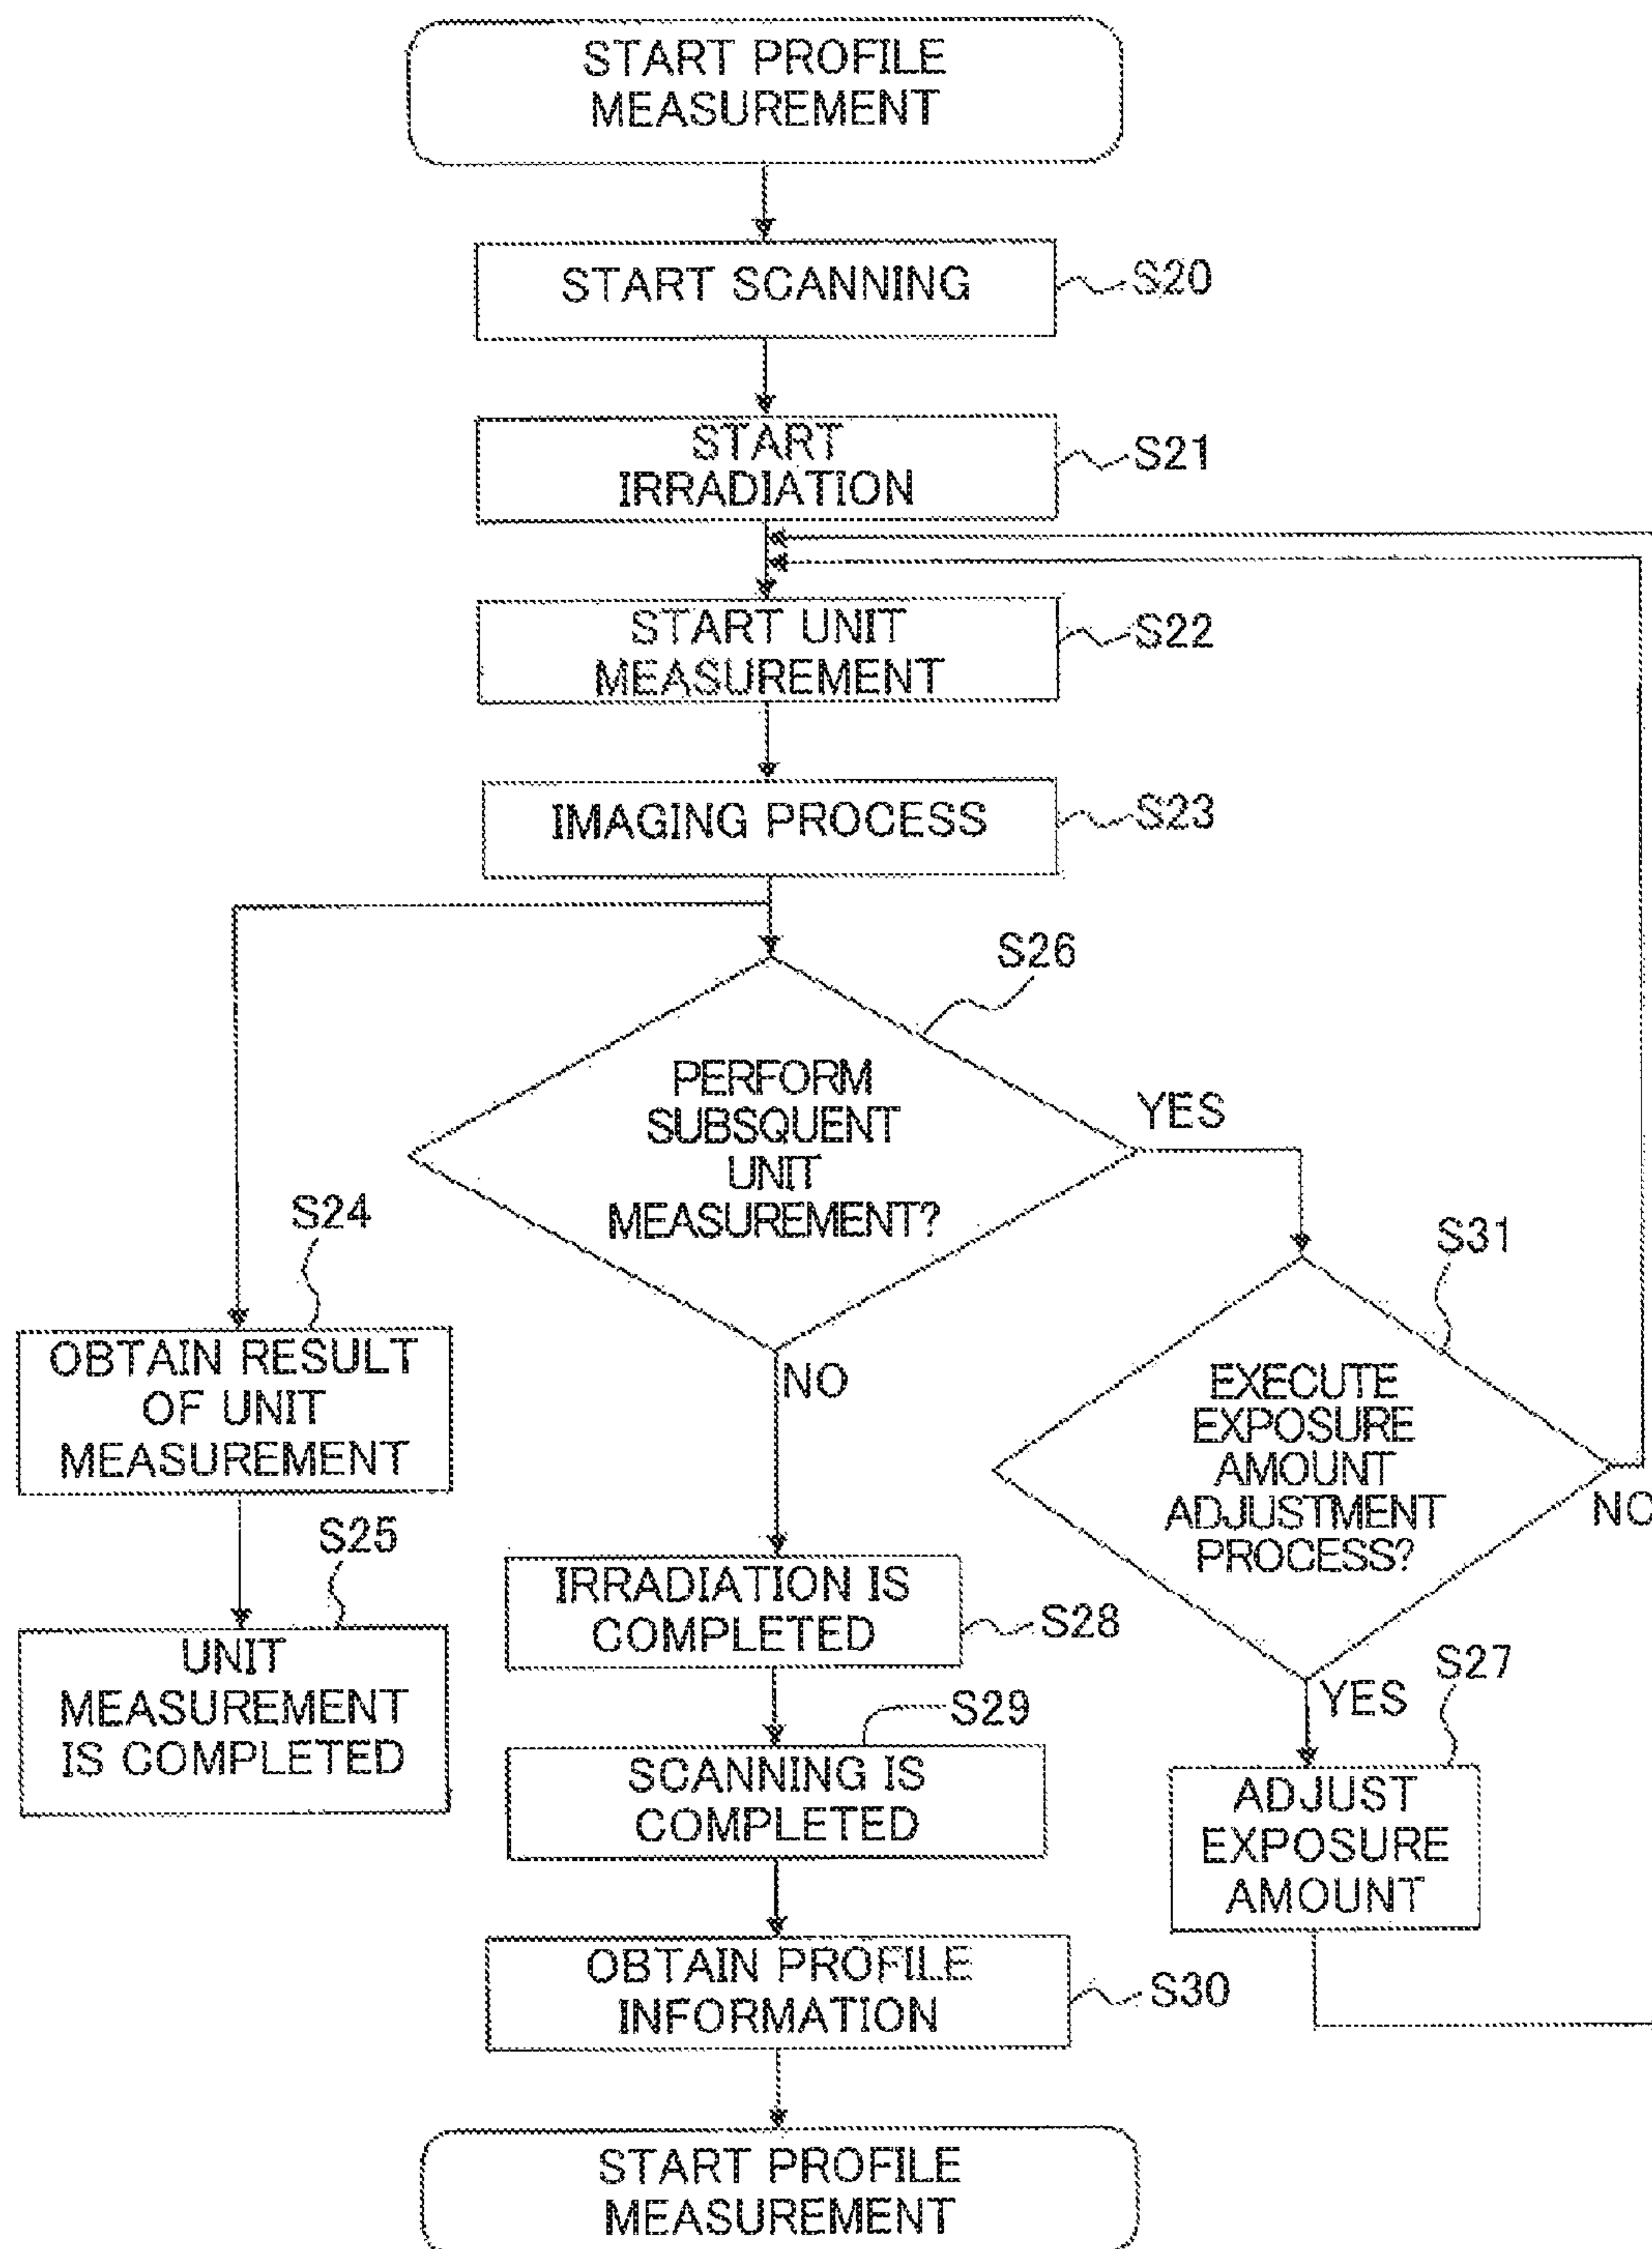 START PROFILE
MEASUREMENT
START SCANNING
S20
START
IRRADIATION
S21
START UNIT
MEASUREMENT
S22
IMAGING PROCESS
S23
S26
PERFORM
SUBSQUENT
UNIT
MEASUREMENT?
YES
NO
S24
OBTAIN RESULT
OF UNIT
MEASUREMENT
S25
UNIT
MEASUREMENT
IS COMPLETED
S31
EXECUTE
EXPOSURE
AMOUNT
ADJUSTMENT
PROCESS?
NO
YES
S27
ADJUST
EXPOSURE
AMOUNT
IRRADIATION IS
COMPLETED
S28
S29
SCANNING IS
COMPLETED
OBTAIN PROFILE
INFORMATION
S30
START PROFILE
MEASUREMENT